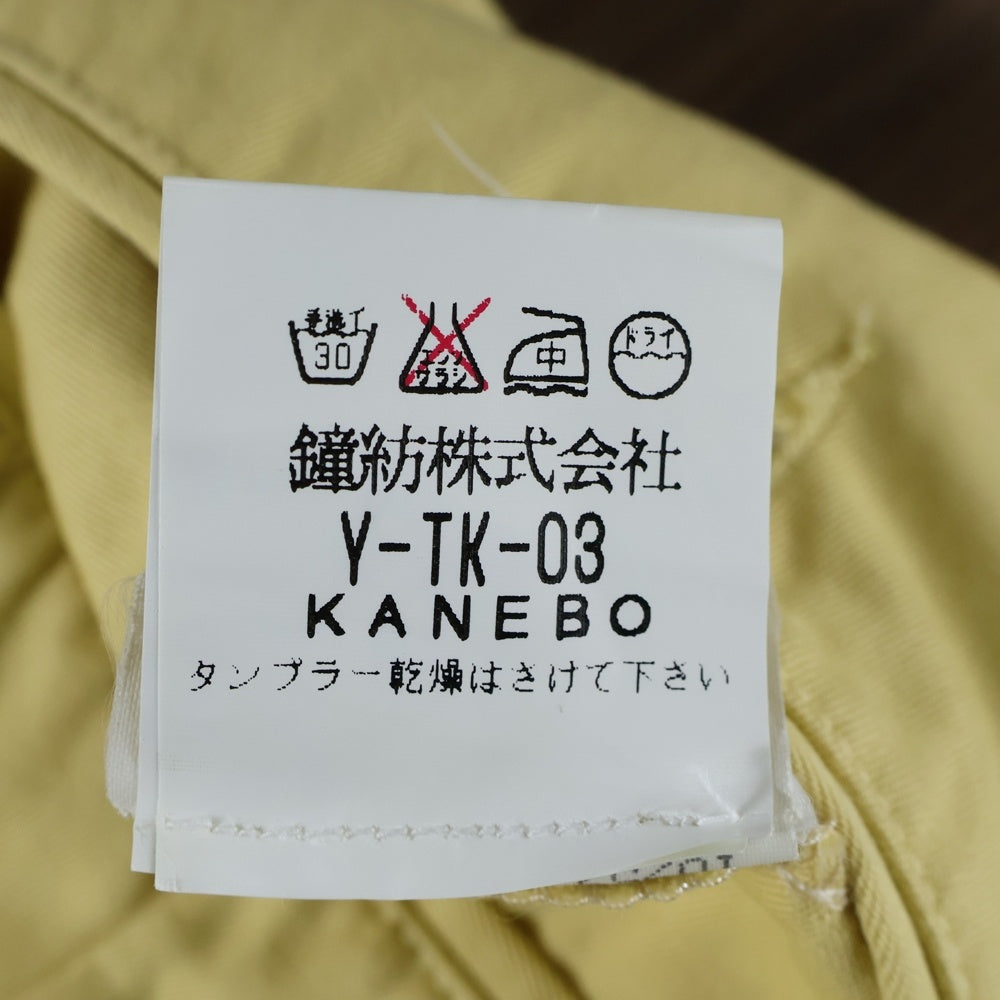 手洗イ
30
エンソ
サラシ
中
ドライ
鐘紡株式会社
Y-TK-03
KANEBO
タンブラー乾燥はさけて下さい